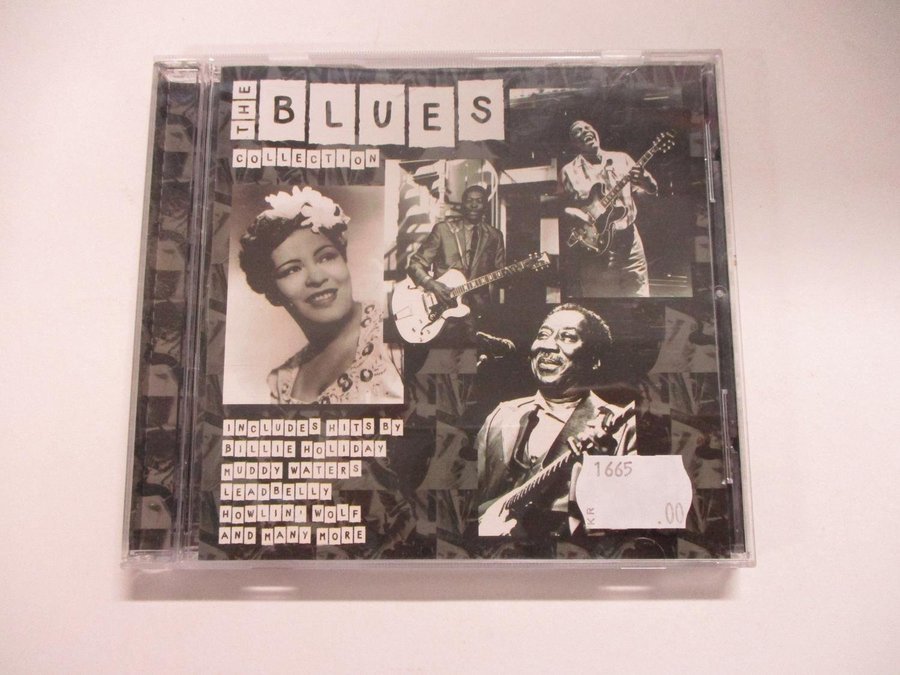 THE BLUES
COLLECTION
INCLUDES HITS BY
BILLIE HOLIDAY
MUDDY WATERS
LEADBELLY
HOWLIN' WOLF
AND MANY MORE
1665
KR .00